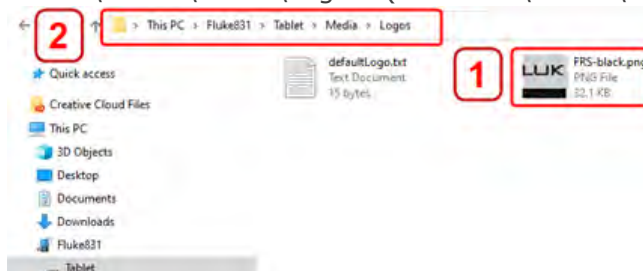 2
This PC > Fluke831 > Tablet > Media > Logos
Quick access
Creative Cloud Files
This PC
3D Objects
Desktop
Documents
Downloads
Fluke831
Tablet
defaultLogo.txt
Text Document
15 bytes
1
LUK
FRS-black.png
PNG File
32.1 KB